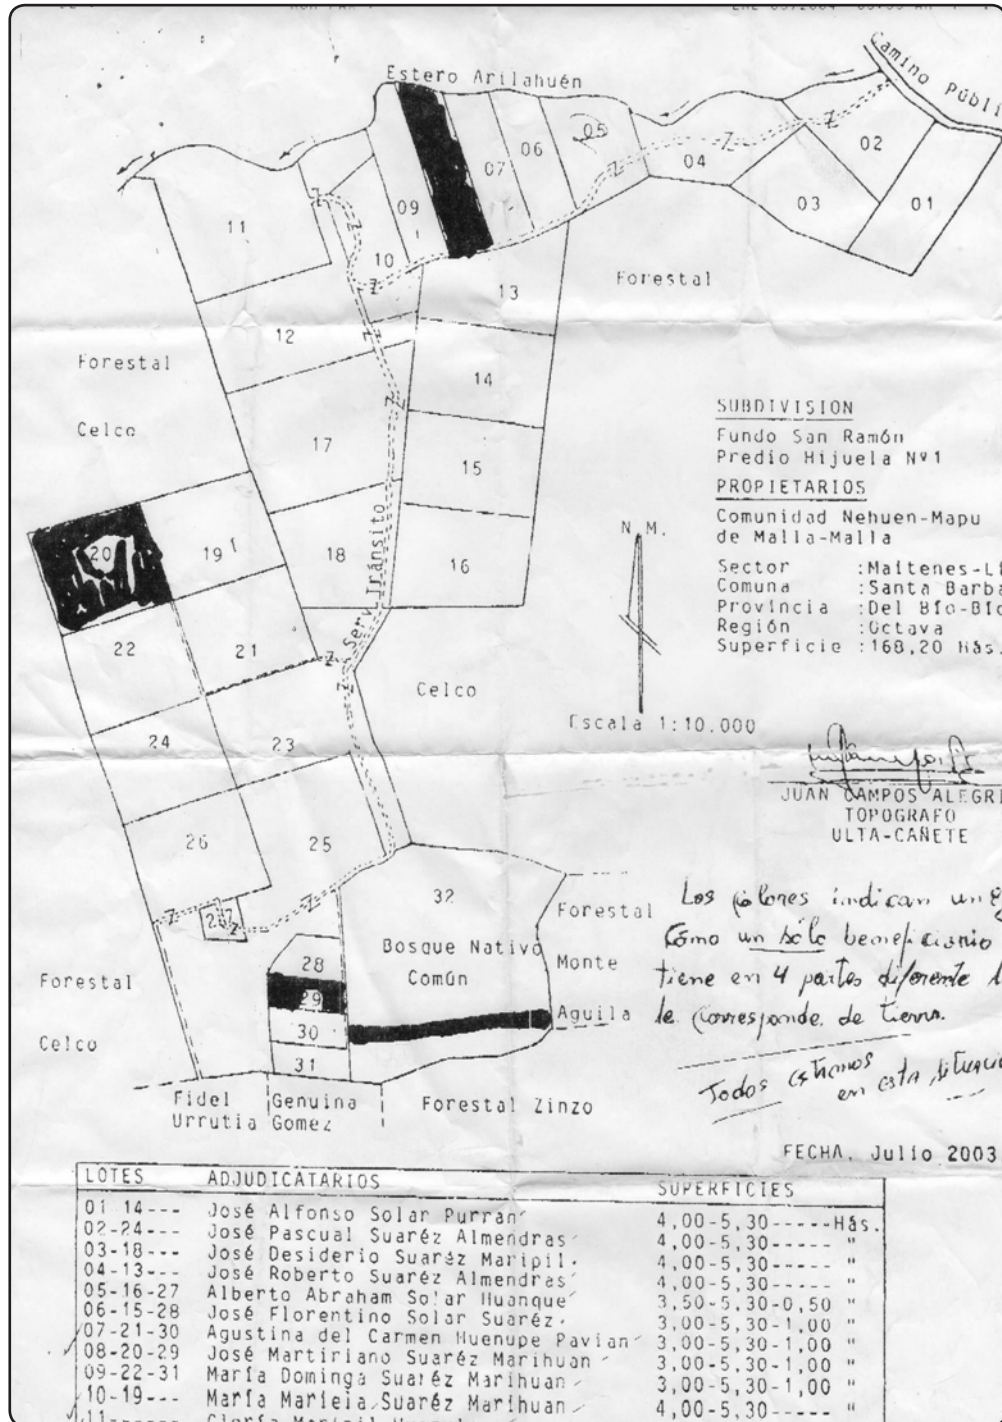 Estero Arilahuén
Camino Públi
01
02
03
04
05
06
07
09
10
11
12
13
14
15
16
17
18
19
20
21
22
23
24
25
26
27
28
29
30
31
32
Forestal
Forestal
Celco
Serv. Tránsito
Celco
N.M.
Escala 1:10.000
SUBDIVISION
Fundo San Ramón
Predio Hijuela Nº1
PROPIETARIOS
Comunidad Nehuen-Mapu
de Malla-Malla
Sector :Maitenes-L
Comuna :Santa Barba
Provincia :Del Bío-Bío
Región :Octava
Superficie :168,20 Hás.
JUAN CAMPOS ALEGRI
TOPOGRAFO
ULTA-CAÑETE
Bosque Nativo
Común
Forestal
Monte
Aguila
Forestal
Celco
Fidel
Urrutia
Genuina
Gomez
Forestal Zinzo
Los colores indican un
Cómo un sólo beneficiario
tiene en 4 partes diferente
le corresponde de tierra.
Todos estamos
en esta situació
FECHA, Julio 2003
LOTES ADJUDICATARIOS SUPERFICIES
01-14--- José Alfonso Solar Purran 4,00-5,30-----Hás.
02-24--- José Pascual Suaréz Almendras 4,00-5,30----- "
03-18--- José Desiderio Suaréz Maripil. 4,00-5,30----- "
04-13--- José Roberto Suaréz Almendras 4,00-5,30----- "
05-16-27 Alberto Abraham Solar Huanque 3,50-5,30-0,50 "
06-15-28 José Florentino Solar Suaréz. 3,00-5,30-1,00 "
07-21-30 Agustina del Carmen Huenupe Pavian 3,00-5,30-1,00 "
08-20-29 José Martiriano Suaréz Marihuan 3,00-5,30-1,00 "
09-22-31 María Dominga Suaréz Marihuan 3,00-5,30-1,00 "
10-19--- María Suaréz Marihuan 4,00-5,30----- "